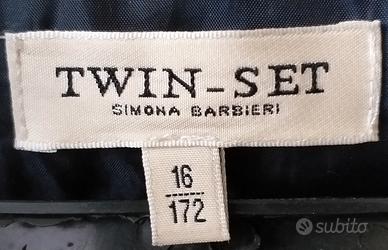 TWIN-SET
SIMONA BARBIERI
16
172
subito